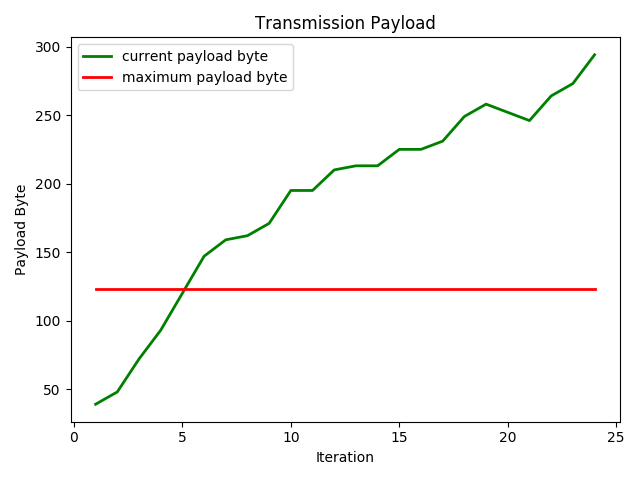 Transmission Payload
current payload byte
maximum payload byte
Payload Byte
300
250
200
150
100
50
0 5 10 15 20 25
Iteration